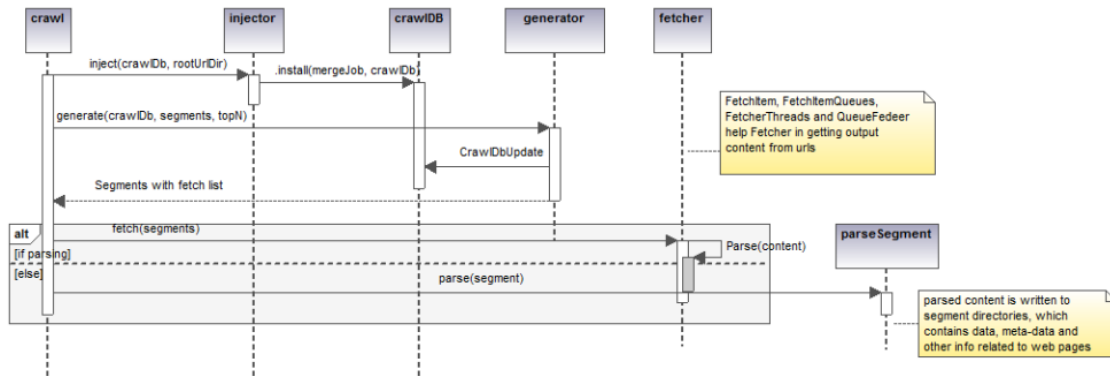 crawl
injector
crawlDB
generator
fetcher
inject(crawlDb, rootUrlDir)
.install(mergeJob, crawlDb)
FetchItem, FetchItemQueues,
FetcherThreads and QueueFedeer
help Fetcher in getting output
content from urls
generate(crawlDb, segments, topN)
CrawlDbUpdate
Segments with fetch list
alt
fetch(segments)
parseSegment
[if parsing]
Parse(content)
[else]
parse(segment)
parsed content is written to
segment directories, which
contains data, meta-data and
other info related to web pages